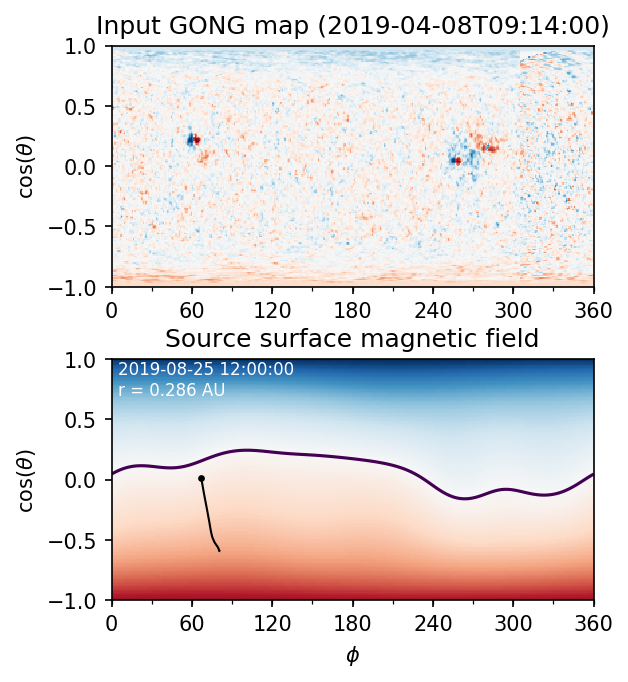 Input GONG map (2019-04-08T09:14:00)
1.0
0.5
0.0
−0.5
−1.0
cos(θ)
0 60 120 180 240 300 360
Source surface magnetic field
2019-08-25 12:00:00
r = 0.286 AU
1.0
0.5
0.0
−0.5
−1.0
cos(θ)
0 60 120 180 240 300 360
ϕ